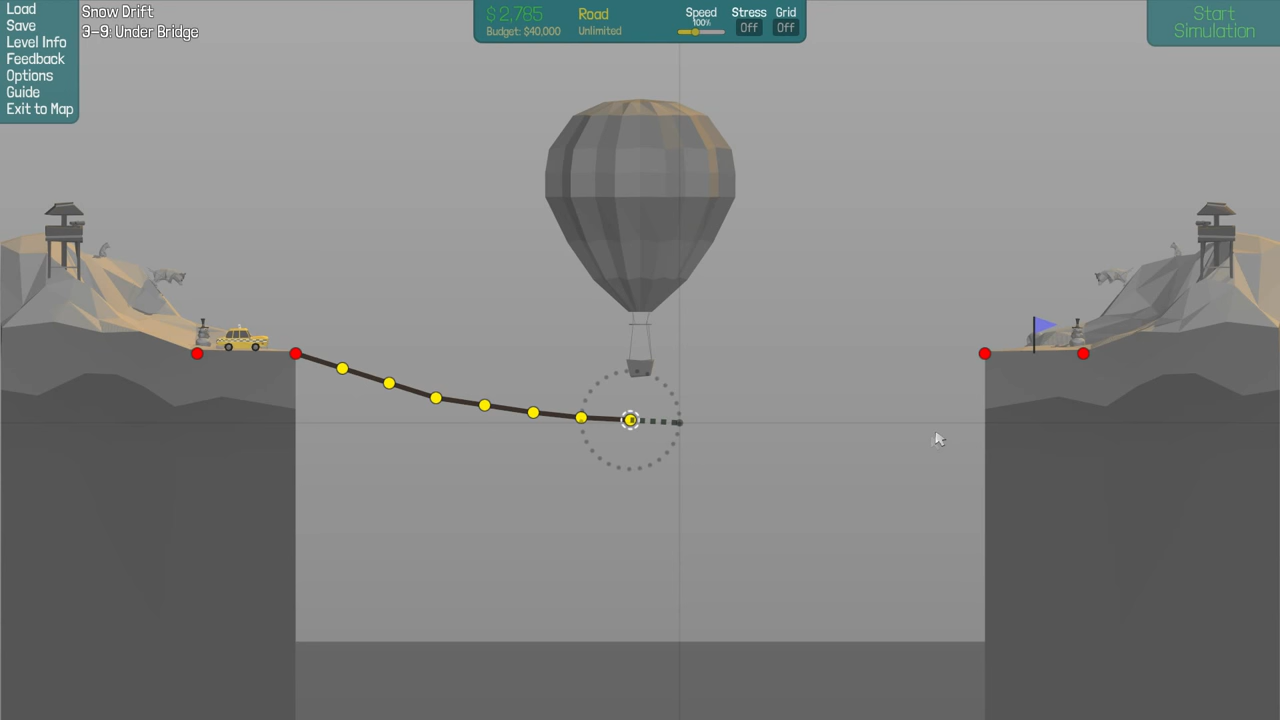 Load
Save
Level Info
Feedback
Options
Guide
Exit to Map
Snow Drift
3-9: Under Bridge
$ 2,785
Budget: $40,000
Road
Unlimited
Speed
100%
Stress
Off
Grid
Off
Start
Simulation